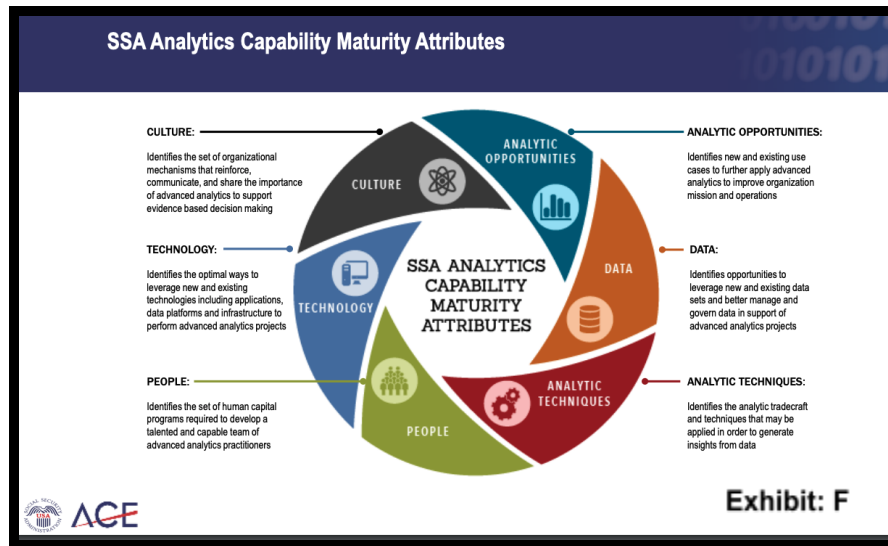 SSA Analytics Capability Maturity Attributes
CULTURE:
Identifies the set of organizational
mechanisms that reinforce,
communicate, and share the importance
of advanced analytics to support
evidence based decision making
TECHNOLOGY:
Identifies the optimal ways to
leverage new and existing
technologies including applications,
data platforms and infrastructure to
perform advanced analytics projects
PEOPLE:
Identifies the set of human capital
programs required to develop a
talented and capable team of
advanced analytics practitioners
ANALYTIC
OPPORTUNITIES
CULTURE
DATA
TECHNOLOGY
SSA ANALYTICS
CAPABILITY
MATURITY
ATTRIBUTES
ANALYTIC
TECHNIQUES
PEOPLE
ANALYTIC OPPORTUNITIES:
Identifies new and existing use
cases to further apply advanced
analytics to improve organization
mission and operations
DATA:
Identifies opportunities to
leverage new and existing data
sets and better manage and
govern data in support of
advanced analytics projects
ANALYTIC TECHNIQUES:
Identifies the analytic tradecraft
and techniques that may be
applied in order to generate
insights from data
SOCIAL SECURITY
USA
ADMINISTRATION
ACE
Exhibit: F